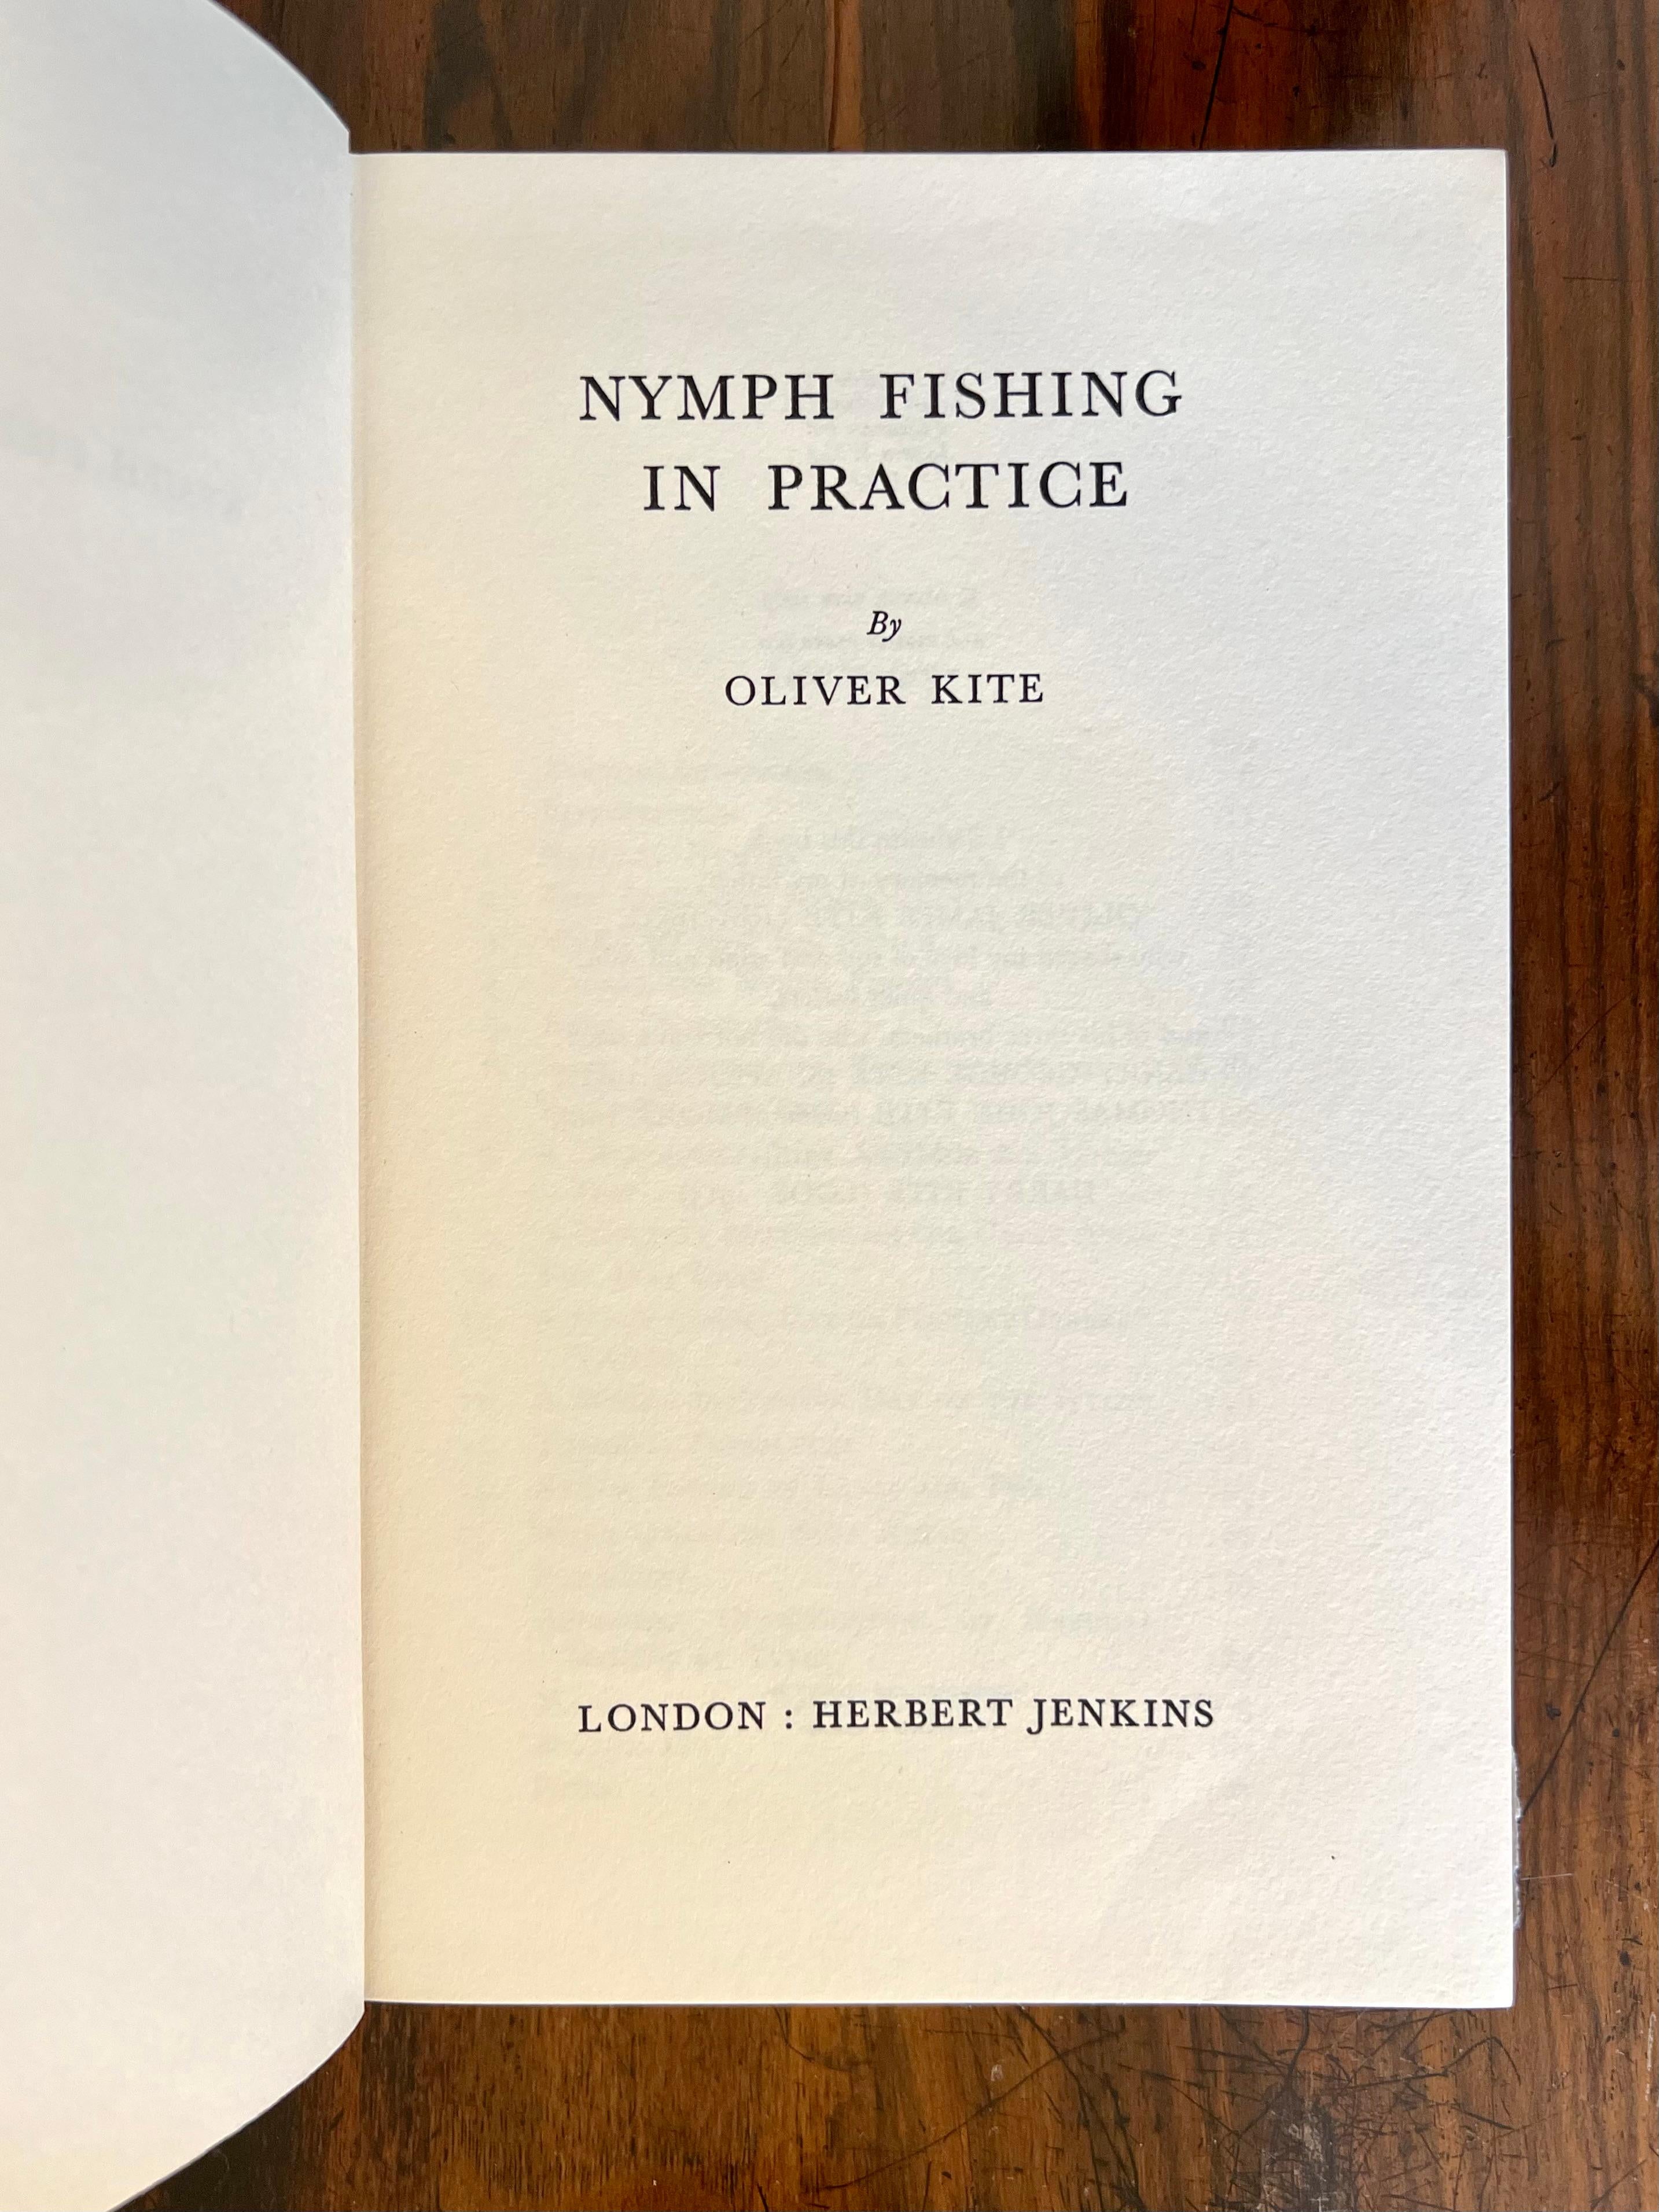 NYMPH FISHING
IN PRACTICE
By
OLIVER KITE
LONDON : HERBERT JENKINS